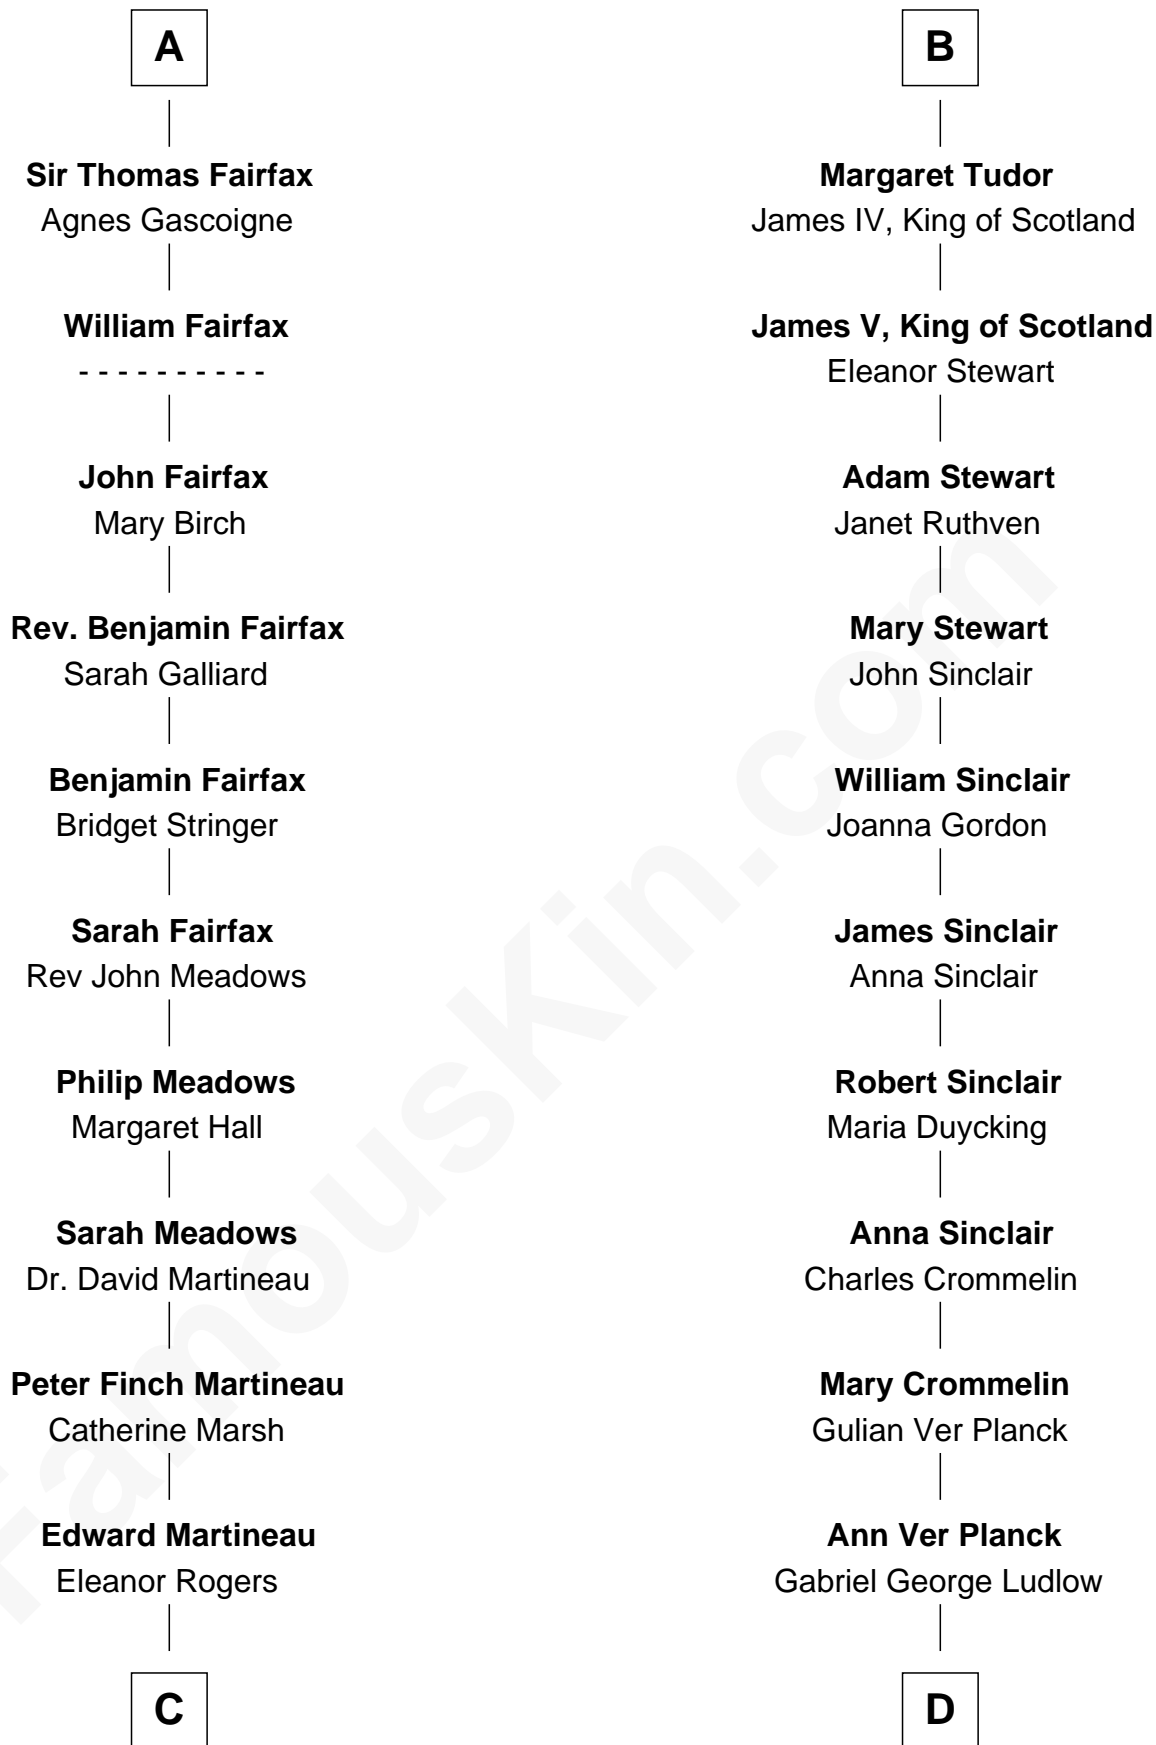 A
Sir Thomas Fairfax
Agnes Gascoigne
William Fairfax
- - - - - - - - - -
John Fairfax
Mary Birch
Rev. Benjamin Fairfax
Sarah Galliard
Benjamin Fairfax
Bridget Stringer
Sarah Fairfax
Rev John Meadows
Philip Meadows
Margaret Hall
Sarah Meadows
Dr. David Martineau
Peter Finch Martineau
Catherine Marsh
Edward Martineau
Eleanor Rogers
C
B
Margaret Tudor
James IV, King of Scotland
James V, King of Scotland
Eleanor Stewart
Adam Stewart
Janet Ruthven
Mary Stewart
John Sinclair
William Sinclair
Joanna Gordon
James Sinclair
Anna Sinclair
Robert Sinclair
Maria Duycking
Anna Sinclair
Charles Crommelin
Mary Crommelin
Gulian Ver Planck
Ann Ver Planck
Gabriel George Ludlow
D
FamousKin.com